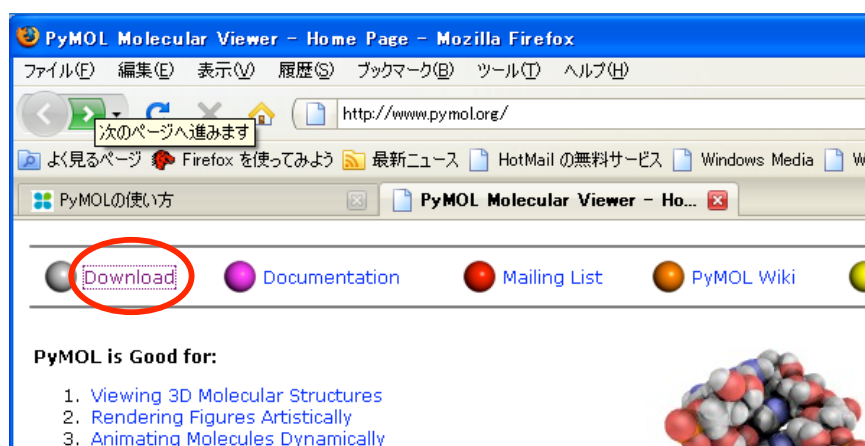 PyMOL Molecular Viewer - Home Page - Mozilla Firefox
ファイル(F) 編集(E) 表示(V) 履歴(S) ブックマーク(B) ツール(T) ヘルプ(H)
http://www.pymol.org/
次のページへ進みます
よく見るページ Firefox を使ってみよう 最新ニュース HotMail の無料サービス Windows Media W
PyMOLの使い方 PyMOL Molecular Viewer - Ho...
Download Documentation Mailing List PyMOL Wiki
PyMOL is Good for:
1. Viewing 3D Molecular Structures
2. Rendering Figures Artistically
3. Animating Molecules Dynamically